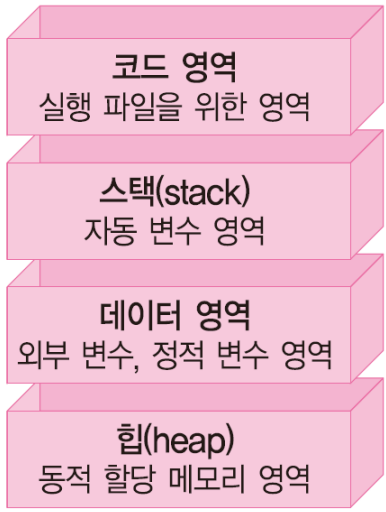 코드 영역
실행 파일을 위한 영역
스택(stack)
자동 변수 영역
데이터 영역
외부 변수, 정적 변수 영역
힙(heap)
동적 할당 메모리 영역